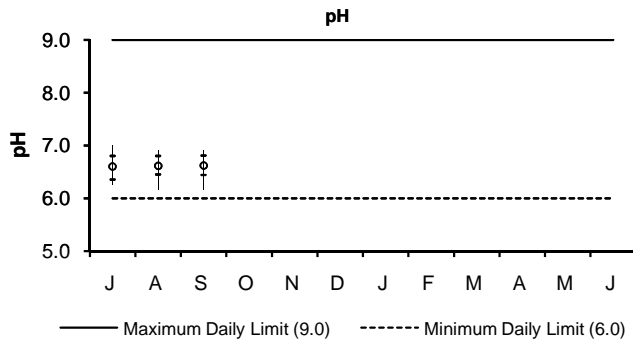 pH
9.0
8.0
7.0
6.0
5.0
pH
J A S O N D J F M A M J
Maximum Daily Limit (9.0) Minimum Daily Limit (6.0)